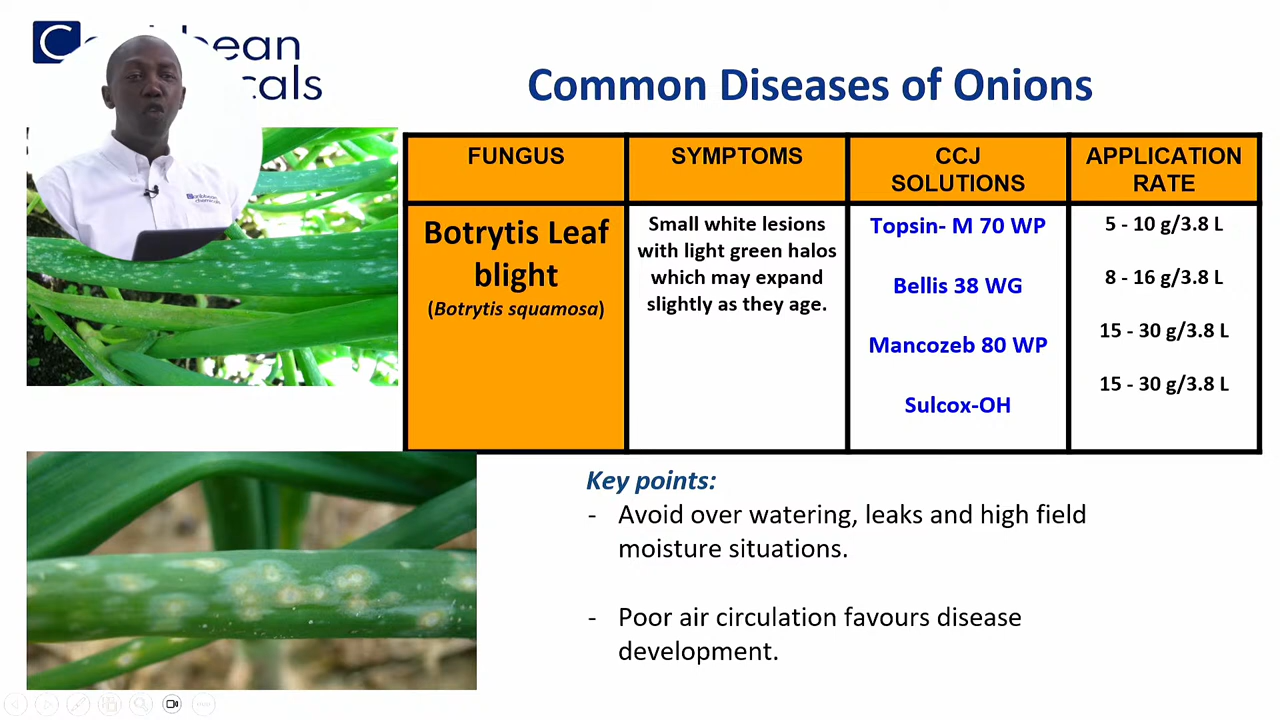 Common Diseases of Onions
FUNGUS
SYMPTOMS
CCJ
SOLUTIONS
APPLICATION
RATE
Botrytis Leaf
blight
(Botrytis squamosa)
Small white lesions
with light green halos
which may expand
slightly as they age.
Topsin- M 70 WP
Bellis 38 WG
Mancozeb 80 WP
Sulcox-OH
5 - 10 g/3.8 L
8 - 16 g/3.8 L
15 - 30 g/3.8 L
15 - 30 g/3.8 L
Key points:
- Avoid over watering, leaks and high field
moisture situations.
- Poor air circulation favours disease
development.